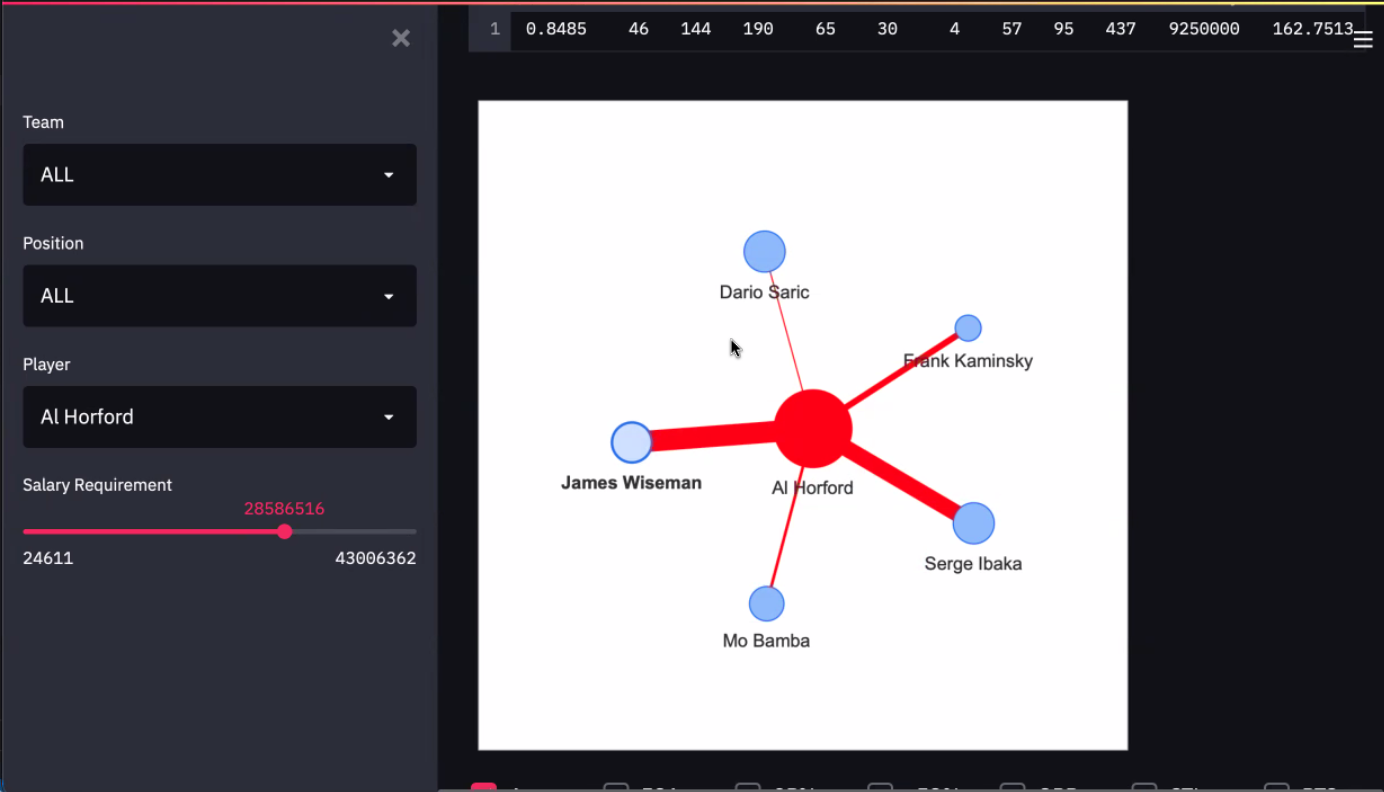 1 0.8485 46 144 190 65 30 4 57 95 437 9250000 162.7513
Team
ALL
Position
ALL
Player
Al Horford
Salary Requirement
28586516
24611 43006362
Dario Saric
Frank Kaminsky
James Wiseman
Al Horford
Serge Ibaka
Mo Bamba